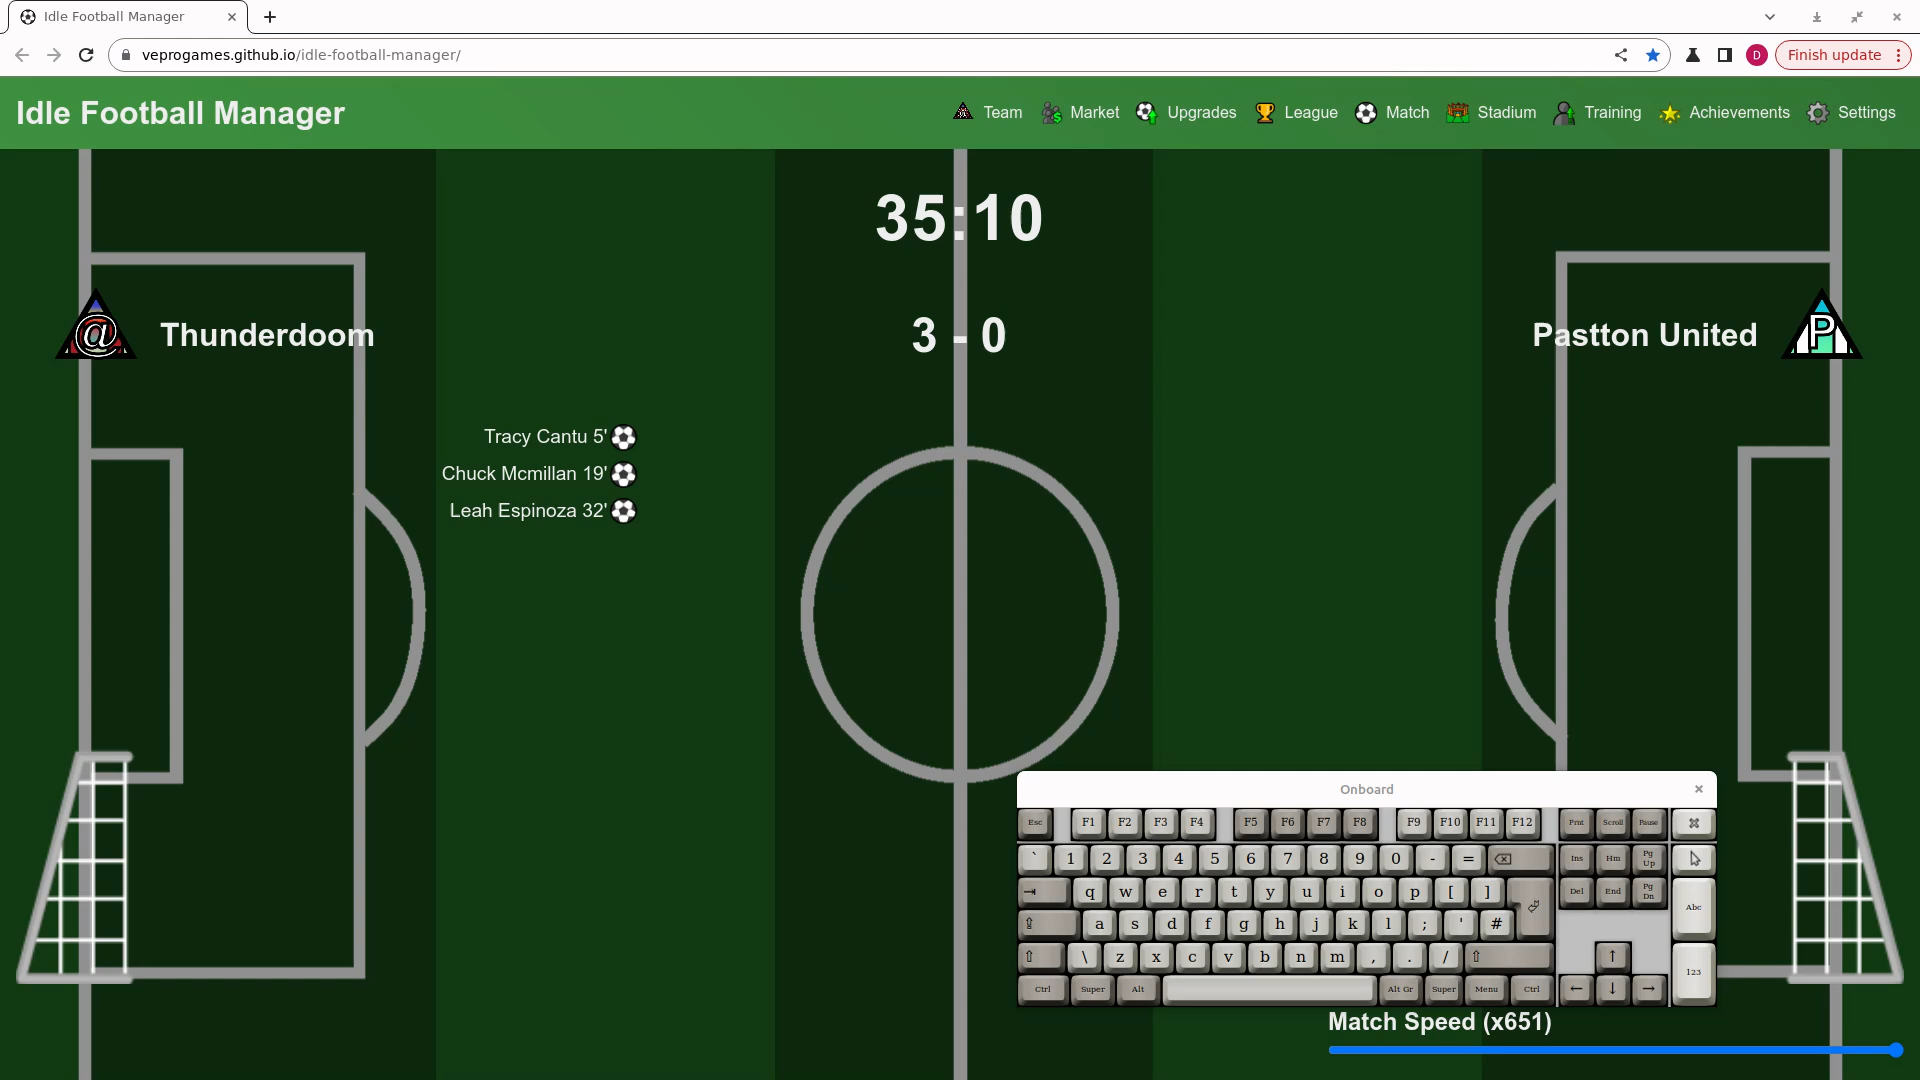 Idle Football Manager
veprogames.github.io/idle-football-manager/
D
Finish update
Idle Football Manager
Team
Market
Upgrades
League
Match
Stadium
Training
Achievements
Settings
35:10
@
Thunderdoom
3 - 0
Pastton United
P
Tracy Cantu 5'
Chuck Mcmillan 19'
Leah Espinoza 32'
Onboard
Esc F1 F2 F3 F4 F5 F6 F7 F8 F9 F10 F11 F12 Prnt Scroll Pause
` 1 2 3 4 5 6 7 8 9 0 - = Ins Hm Pg Up
q w e r t y u i o p [ ] Del End Pg Dn Abc
a s d f g h j k l ; ' #
\ z x c v b n m , . / 123
Ctrl Super Alt Alt Gr Super Menu Ctrl
Match Speed (x651)